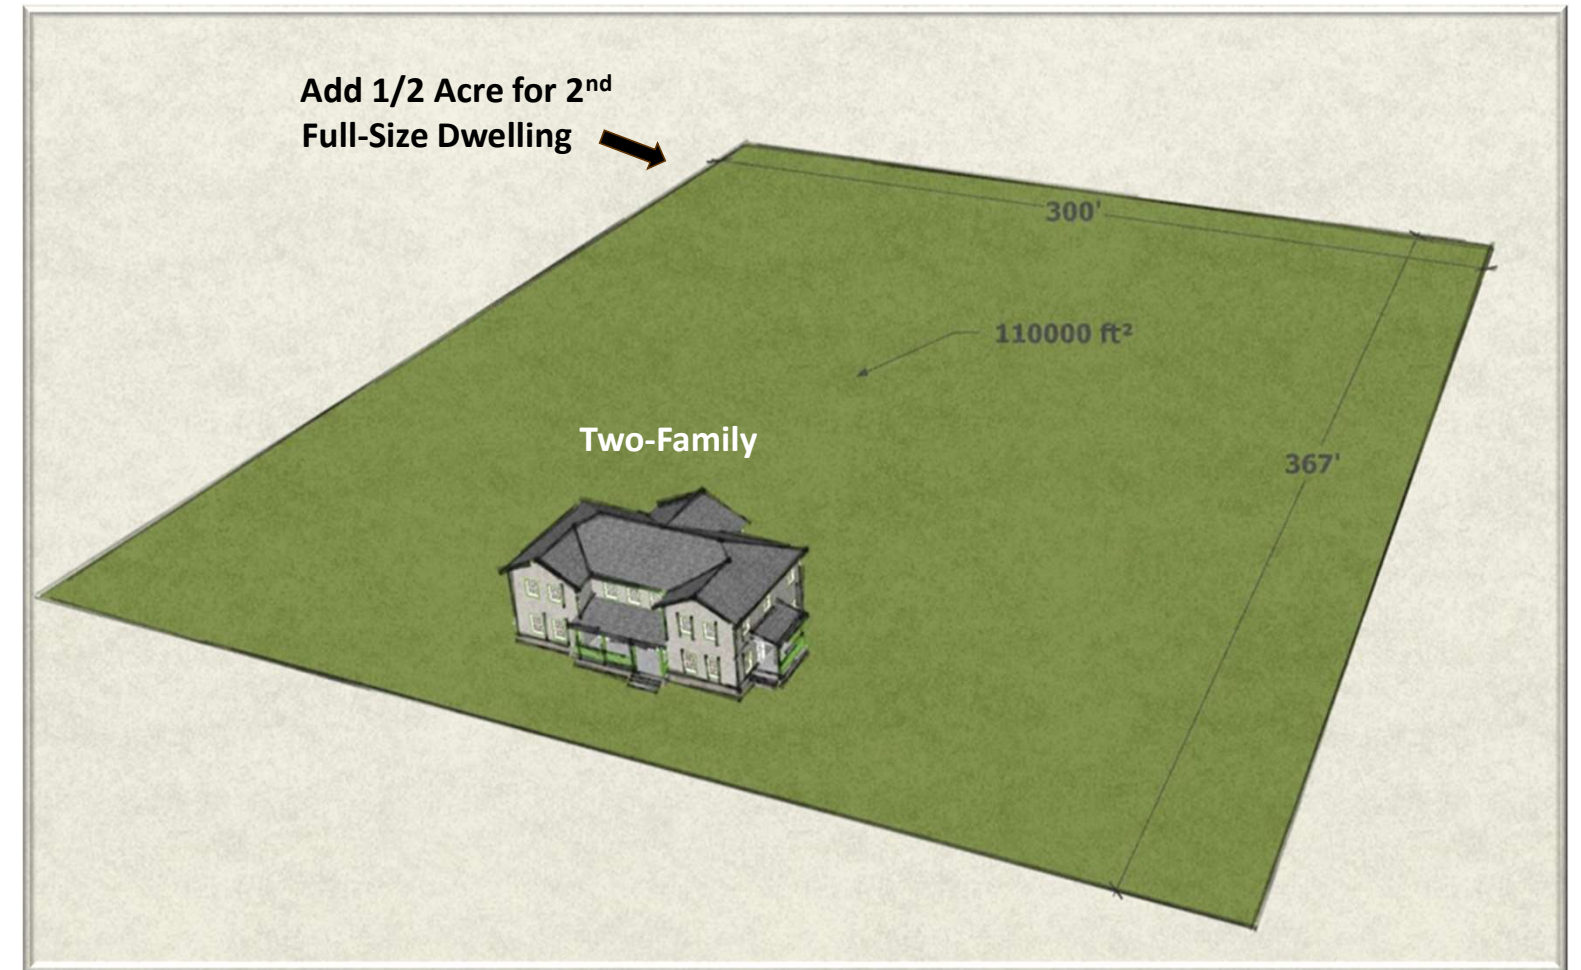 Add 1/2 Acre for 2nd
Full-Size Dwelling
300'
110000 ft²
Two-Family
367'